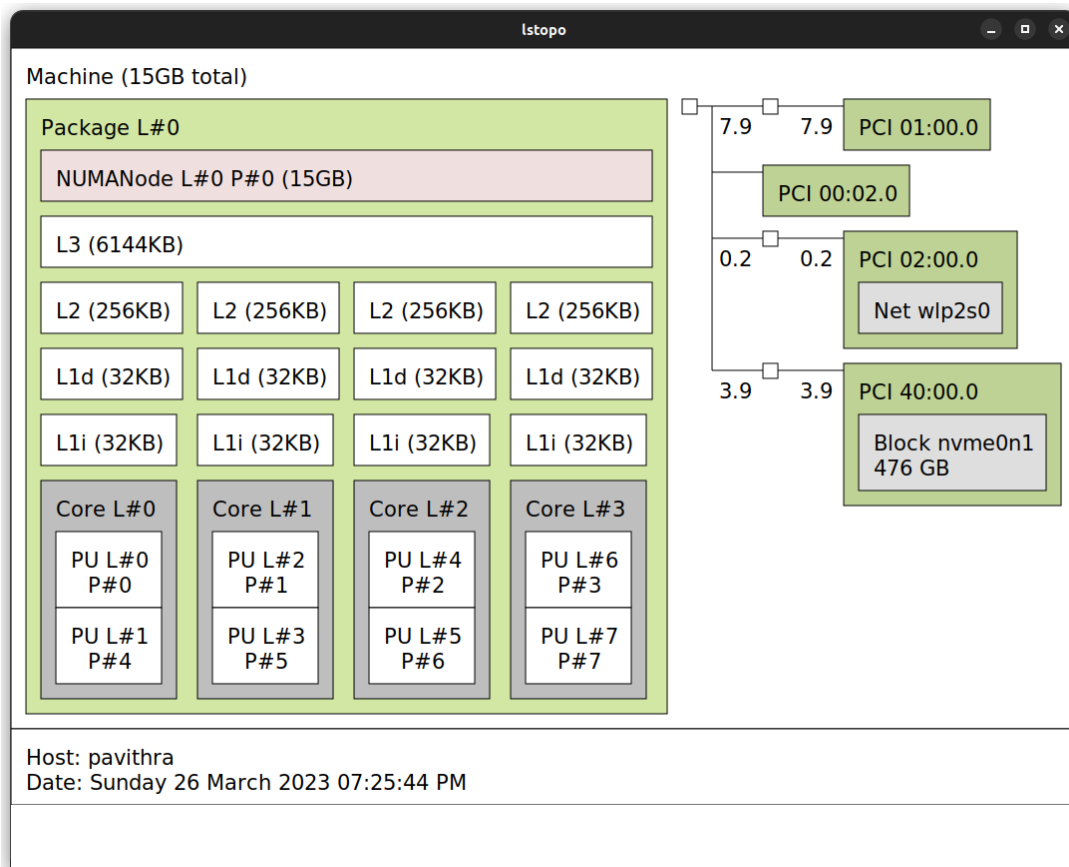 lstopo
Machine (15GB total)
Package L#0
NUMANode L#0 P#0 (15GB)
L3 (6144KB)
L2 (256KB)
L2 (256KB)
L2 (256KB)
L2 (256KB)
L1d (32KB)
L1d (32KB)
L1d (32KB)
L1d (32KB)
L1i (32KB)
L1i (32KB)
L1i (32KB)
L1i (32KB)
Core L#0
PU L#0
P#0
PU L#1
P#4
Core L#1
PU L#2
P#1
PU L#3
P#5
Core L#2
PU L#4
P#2
PU L#5
P#6
Core L#3
PU L#6
P#3
PU L#7
P#7
7.9
7.9
PCI 01:00.0
PCI 00:02.0
0.2
0.2
PCI 02:00.0
Net wlp2s0
3.9
3.9
PCI 40:00.0
Block nvme0n1
476 GB
Host: pavithra
Date: Sunday 26 March 2023 07:25:44 PM